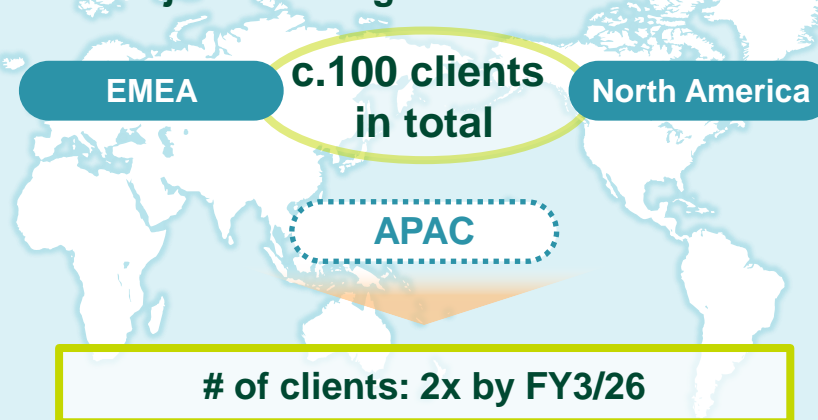 EMEA
c.100 clients
in total
North America
APAC
# of clients: 2x by FY3/26